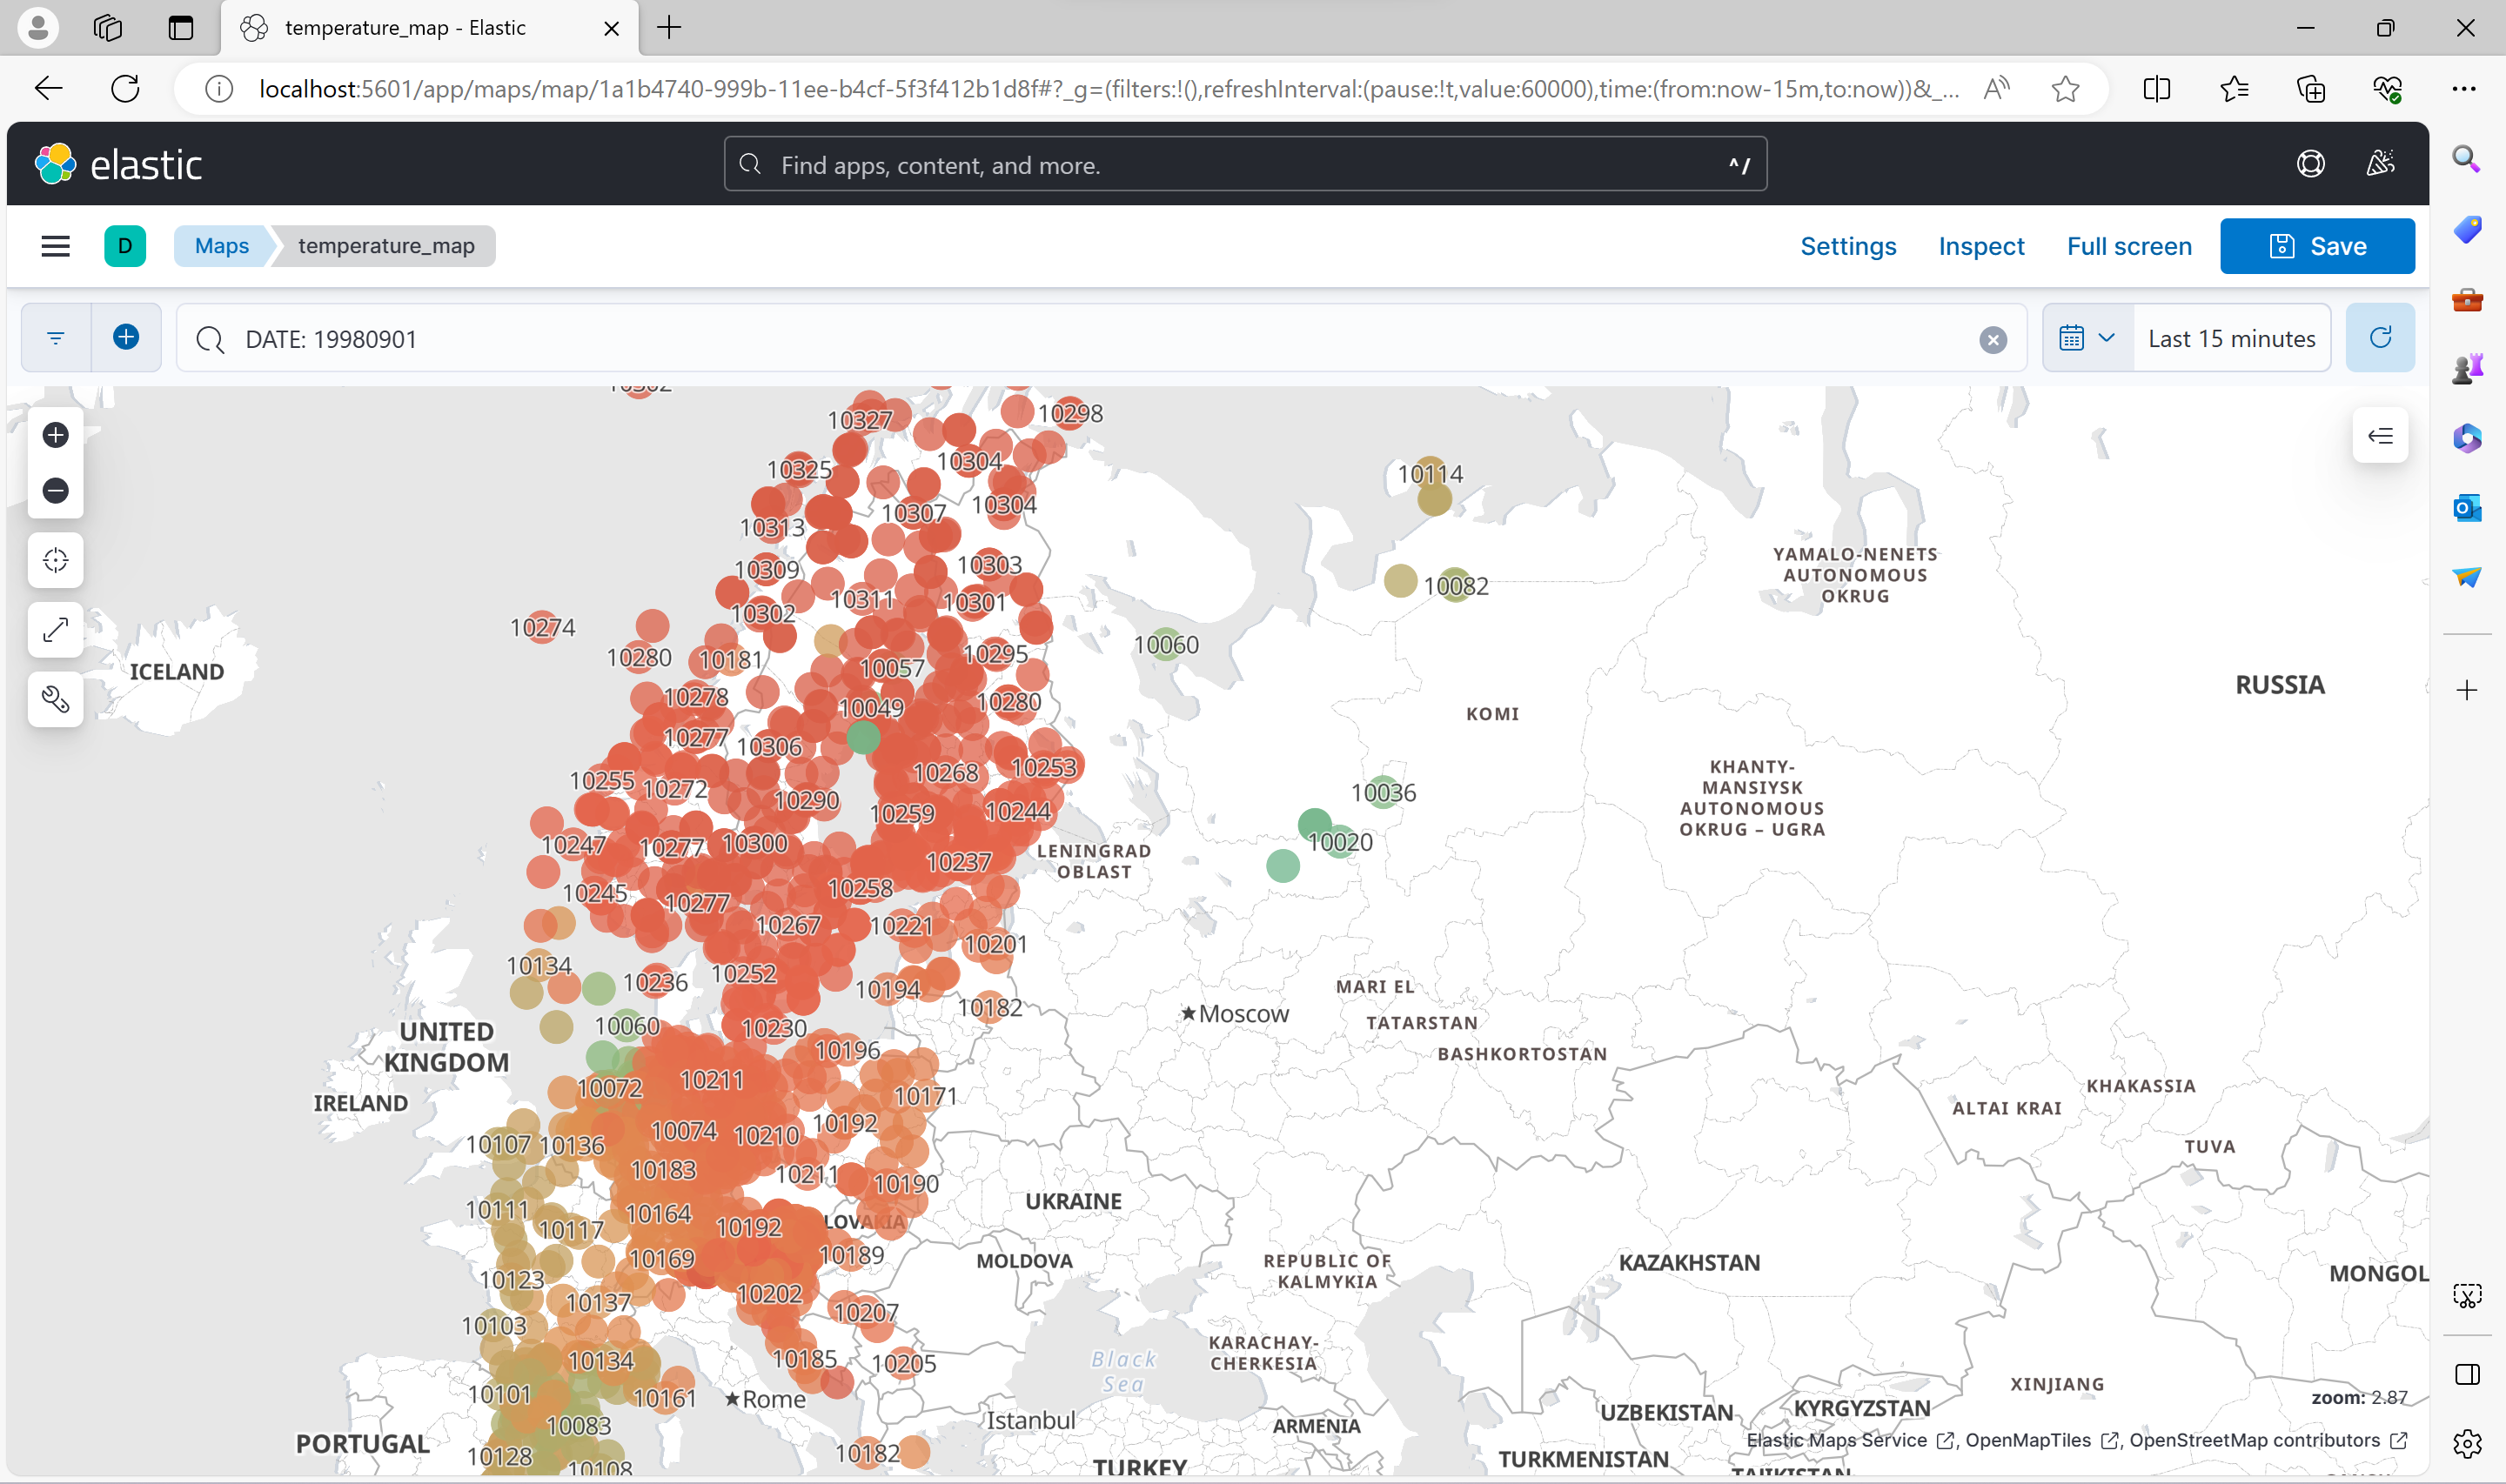 temperature_map - Elastic
localhost:5601/app/maps/map/1a1b4740-999b-11ee-b4cf-5f3f412b1d8f#?_g=(filters:!(),refreshInterval:(pause:!t,value:60000),time:(from:now-15m,to:now))&_...
elastic
Find apps, content, and more.
^ /
D
Maps
temperature_map
Settings
Inspect
Full screen
Save
DATE: 19980901
Last 15 minutes
10327
10298
10325
10304
10114
10313
10307
10304
10309
10303
YAMALO-NENETS
AUTONOMOUS
OKRUG
10302
10311
10301
10082
10274
10280
10181
10057
10295
10060
ICELAND
10278
10049
10280
RUSSIA
KOMI
10277
10306
10255
10272
10268
10253
KHANTY-
MANSIYSK
AUTONOMOUS
OKRUG – UGRA
10290
10259
10244
10036
10247
10277
10300
10237
10020
LENINGRAD
OBLAST
10245
10277
10258
10267
10221
10201
10134
10236
10252
10194
10182
MARI EL
Moscow
TATARSTAN
BASHKORTOSTAN
10060
10230
UNITED
KINGDOM
10196
10072
10211
10171
IRELAND
KHAKASSIA
ALTAI KRAI
TUVA
10107
10136
10074
10210
10192
10183
10211
10190
10111
10117
10164
10192
LOVAKIA
UKRAINE
10169
10189
MOLDOVA
REPUBLIC OF
KALMYKIA
KAZAKHSTAN
MONGOL
10123
10137
10202
10207
10103
10134
10185
10205
KARACHAY-
CHERKESIA
Black
Sea
10101
10161
Rome
XINJIANG
zoom: 2.87
10083
Istanbul
ARMENIA
UZBEKISTAN
KYRGYZSTAN
PORTUGAL
10128
10108
10182
TURKEY
TURKMENISTAN
TAJIKISTAN
Elastic Maps Service , OpenMapTiles , OpenStreetMap contributors